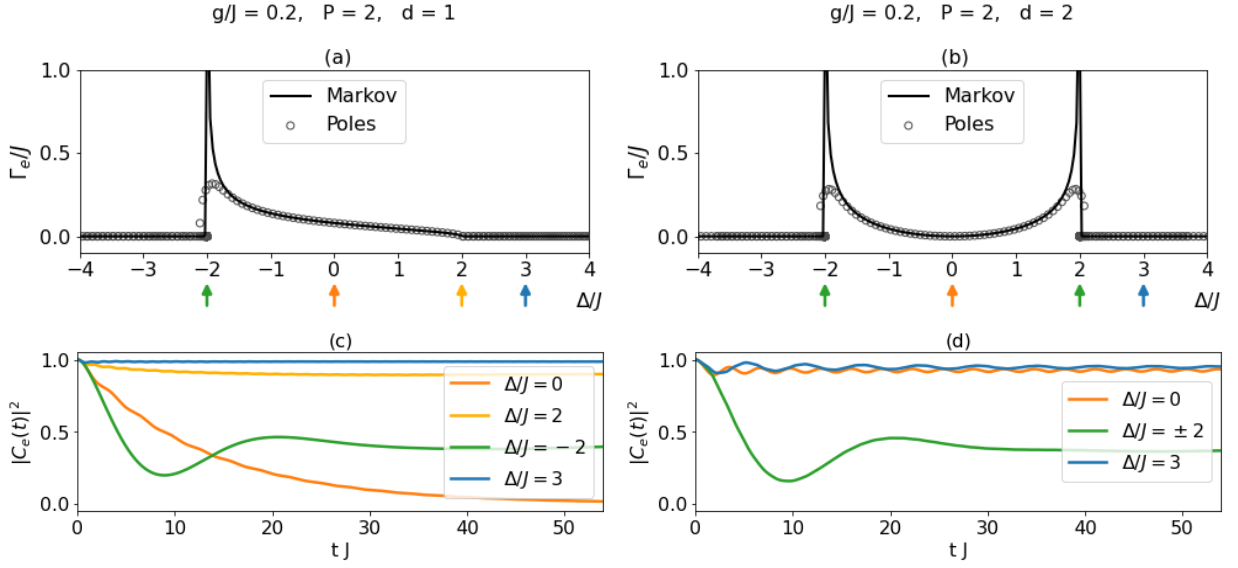 g/J = 0.2, P = 2, d = 1
g/J = 0.2, P = 2, d = 2
(a)
1.0
0.5
0.0
Γₑ/J
Markov
Poles
−4 −3 −2 −1 0 1 2 3 4
Δ/J
(b)
1.0
0.5
0.0
Γₑ/J
Markov
Poles
−4 −3 −2 −1 0 1 2 3 4
Δ/J
(c)
1.0
0.5
0.0
|Cₑ(t)|²
Δ/J = 0
Δ/J = 2
Δ/J = −2
Δ/J = 3
0 10 20 30 40 50
t J
(d)
1.0
0.5
0.0
|Cₑ(t)|²
Δ/J = 0
Δ/J = ±2
Δ/J = 3
0 10 20 30 40 50
t J